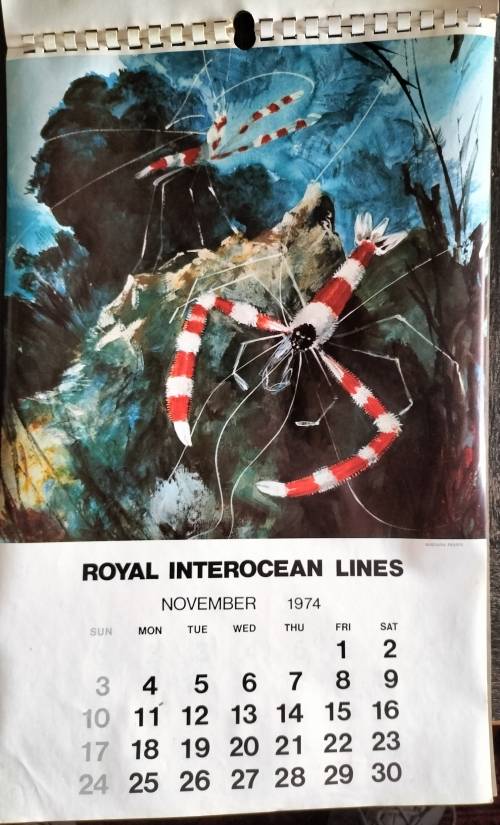 ROYAL INTEROCEAN LINES
NOVEMBER 1974
SUN MON TUE WED THU FRI SAT
1 2
3 4 5 6 7 8 9
10 11 12 13 14 15 16
17 18 19 20 21 22 23
24 25 26 27 28 29 30